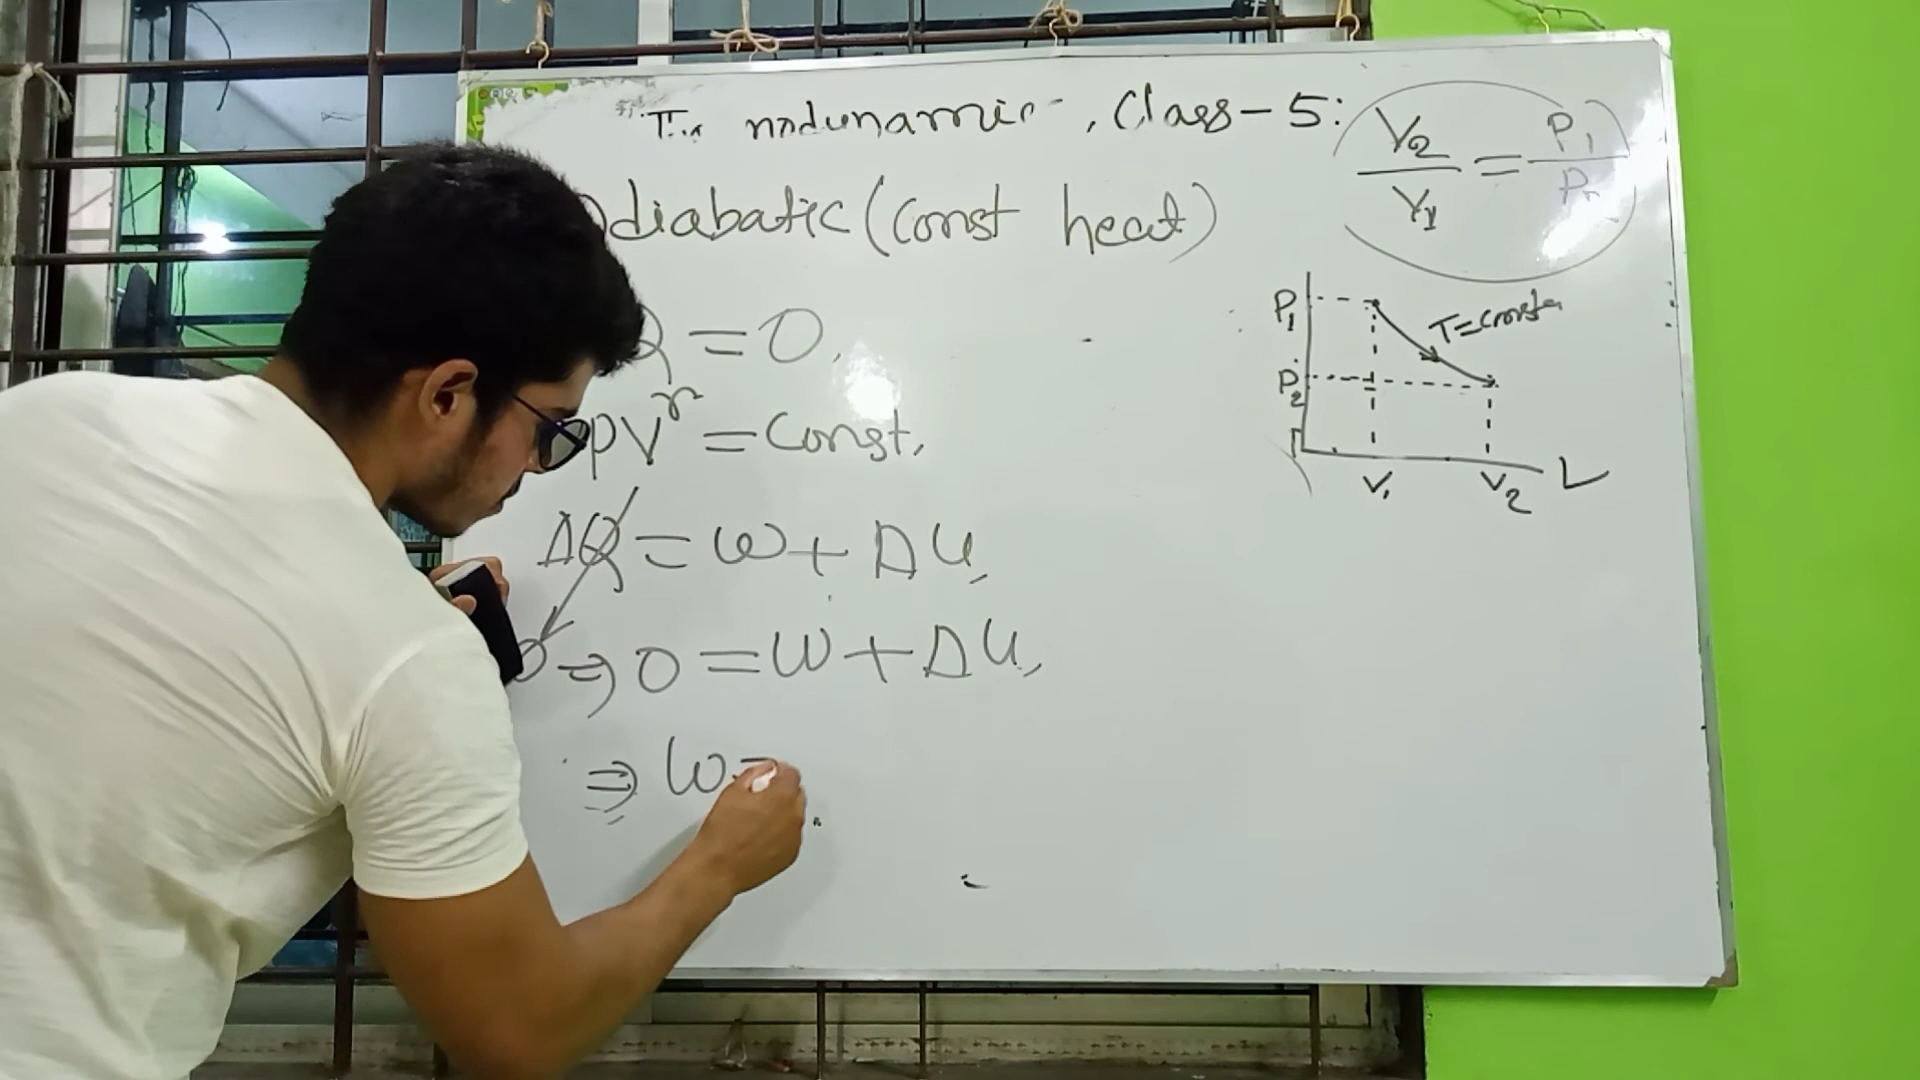 , Class-5:
diabatic (const heat)
= 0,
PV^r = Const,
ΔQ = W + ΔU,
0 ⇒ 0 = W + ΔU,
⇒ W =
V2/V1 = P1/
P1
T=const
P2
V1 V2